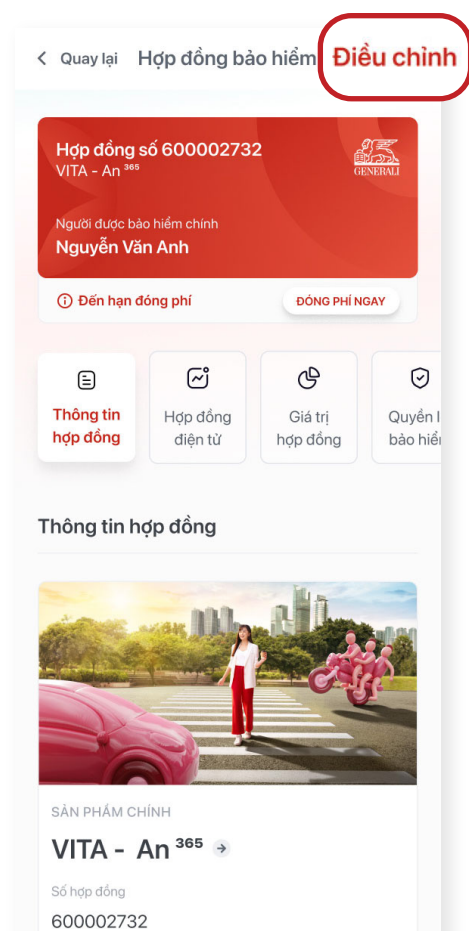 Quay lại Hợp đồng bảo hiểm Điều chỉnh
Hợp đồng số 600002732
VITA - An 365
GENERALI
Người được bảo hiểm chính
Nguyễn Văn Anh
Đến hạn đóng phí
ĐÓNG PHÍ NGAY
Thông tin
hợp đồng
Hợp đồng
điện tử
Giá trị
hợp đồng
Quyền l
bảo hiể
Thông tin hợp đồng
SẢN PHẨM CHÍNH
VITA - An 365
Số hợp đồng
600002732